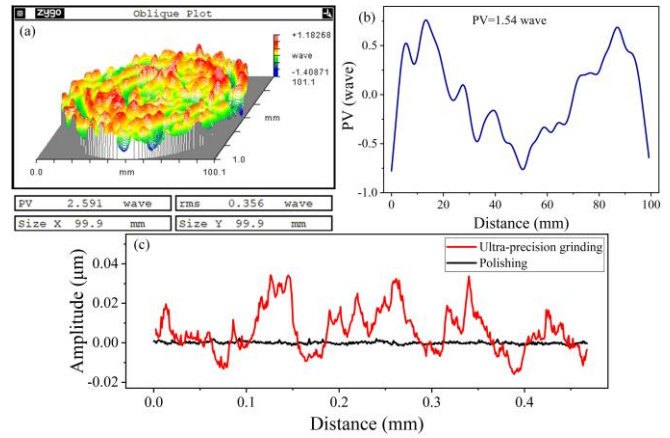 zygo Oblique Plot
(a)
+1.18268
wave
-1.40871
101.1
mm
1.0
0.0 mm 100.1
PV 2.591 wave rms 0.356 wave
Size X 99.9 mm Size Y 99.9 mm
(b)
PV=1.54 wave
PV (wave)
0.5
0.0
-0.5
-1.0
0 20 40 60 80 100
Distance (mm)
(c)
Ultra-precision grinding
Polishing
Amplitude (μm)
0.04
0.02
0.00
-0.02
0.0 0.1 0.2 0.3 0.4
Distance (mm)